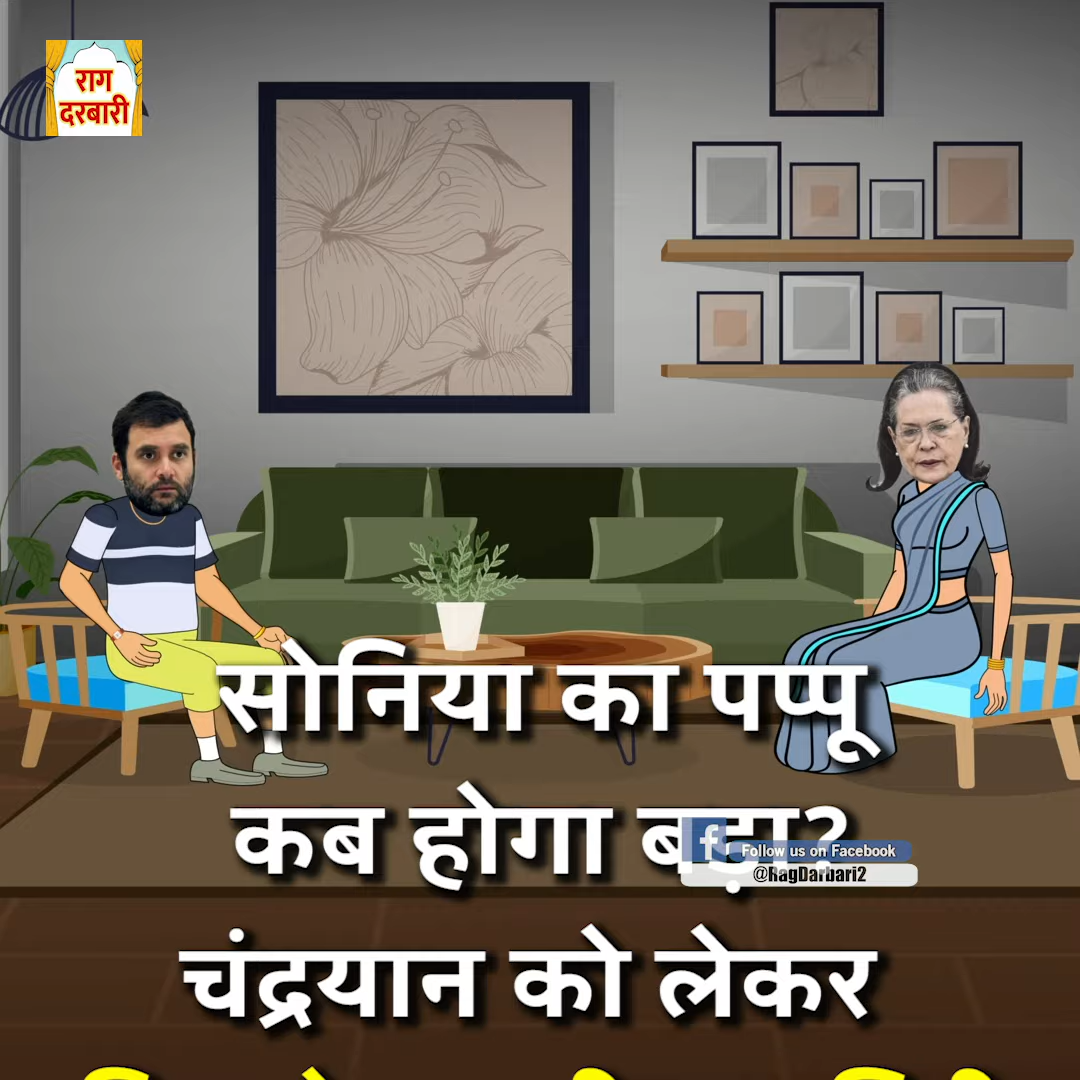 राग
दरबारी
सोनिया का पप्पू
कब होगा बड़ा?
Follow us on Facebook
@RagDarbari2
चंद्रयान को लेकर